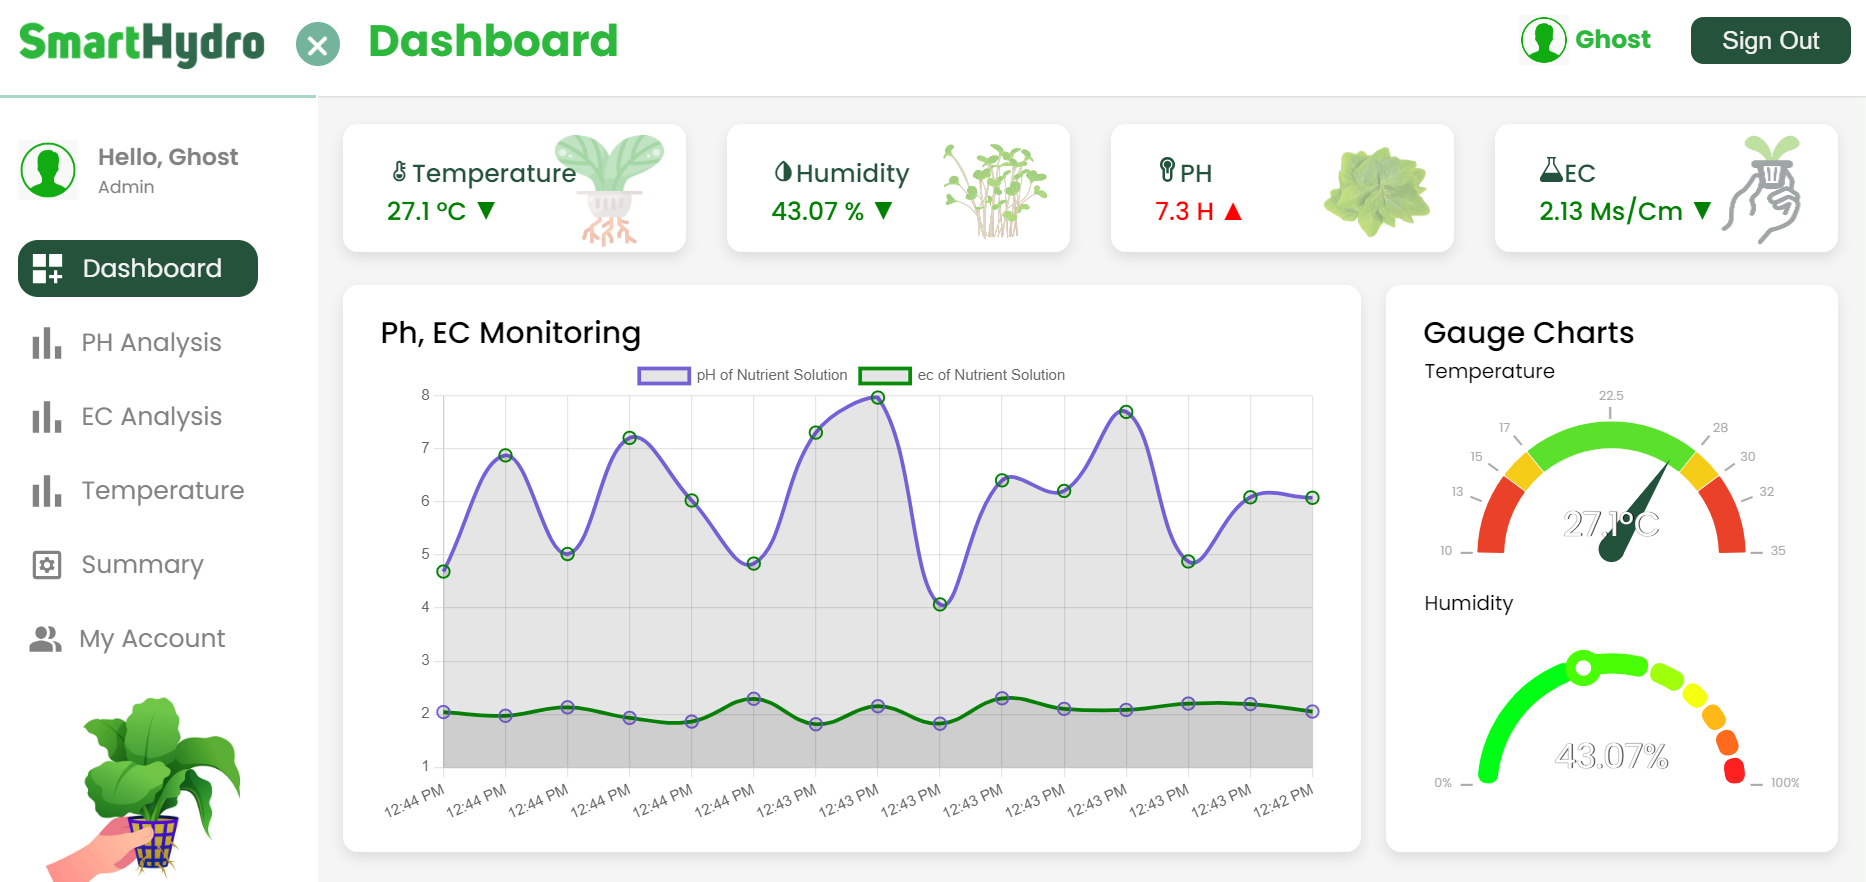 SmartHydro
Dashboard
Ghost
Sign Out
Hello, Ghost
Admin
Dashboard
PH Analysis
EC Analysis
Temperature
Summary
My Account
Temperature
27.1 °C ▼
Humidity
43.07 % ▼
PH
7.3 H ▲
EC
2.13 Ms/Cm ▼
Ph, EC Monitoring
pH of Nutrient Solution
ec of Nutrient Solution
8
7
6
5
4
3
2
1
12:44 PM
12:44 PM
12:44 PM
12:44 PM
12:44 PM
12:44 PM
12:43 PM
12:43 PM
12:43 PM
12:43 PM
12:43 PM
12:43 PM
12:43 PM
12:43 PM
12:42 PM
Gauge Charts
Temperature
10
13
15
17
22.5
28
30
32
35
27.1°C
Humidity
0%
43.07%
100%